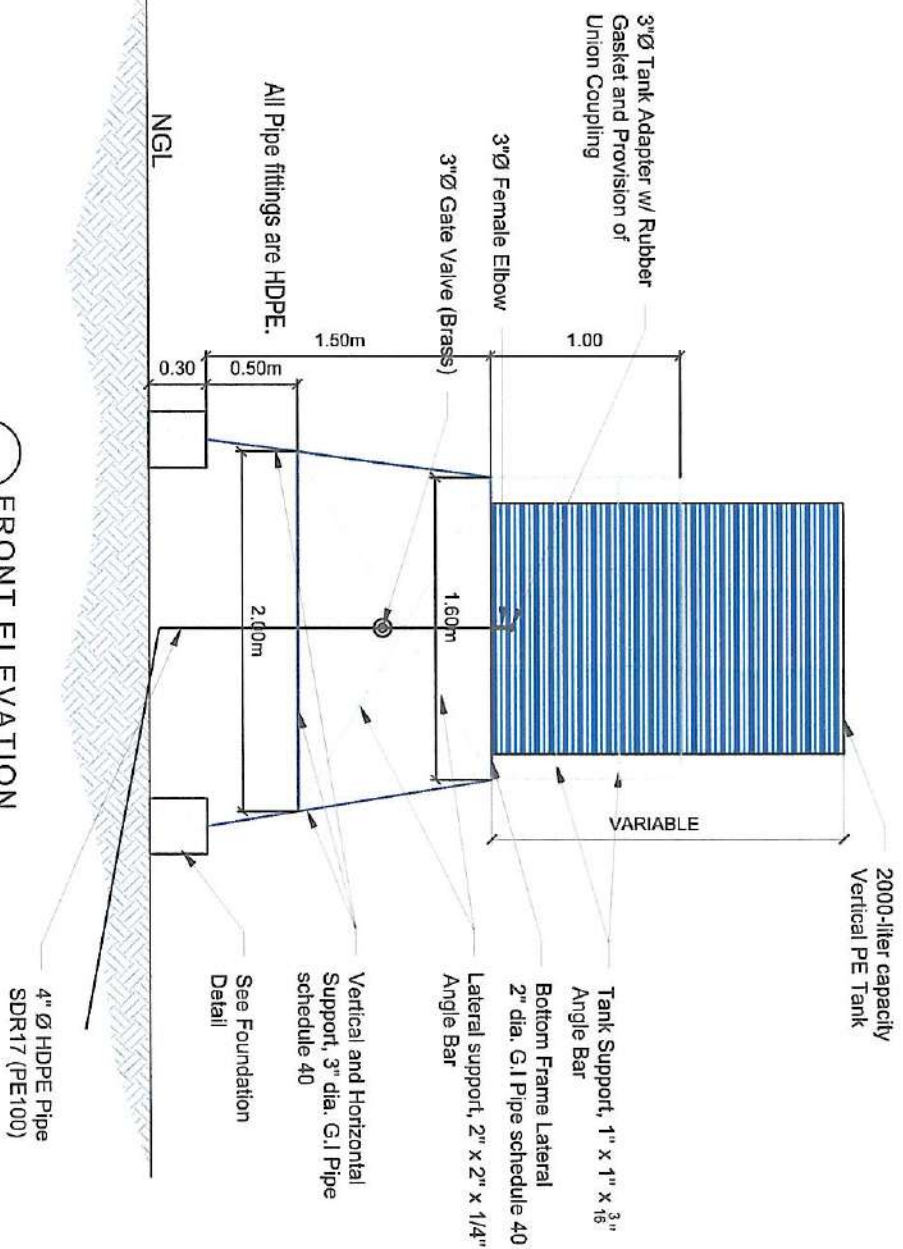 2000-liter capacity
Vertical PE Tank
3"Ø Tank Adapter w/ Rubber
Gasket and Provision of
Union Coupling
3"Ø Female Elbow
3"Ø Gate Valve (Brass)
All Pipe fittings are HDPE.
NGL
1.00
1.50m
0.50m
0.30
1.60m
2.00m
VARIABLE
Tank Support, 1" x 1" x 3/16"
Angle Bar
Bottom Frame Lateral
2" dia. G.I Pipe schedule 40
Lateral support, 2" x 2" x 1/4"
Angle Bar
Vertical and Horizontal
Support, 3" dia. G.I Pipe
schedule 40
See Foundation
Detail
4" Ø HDPE Pipe
SDR17 (PE100)
FRONT ELEVATION